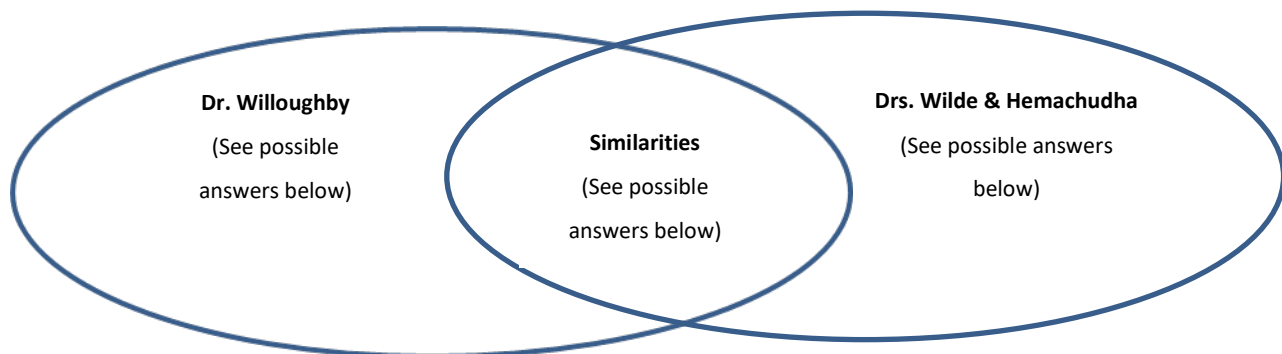 Dr. Willoughby
(See possible
answers below)
Similarities
(See possible
answers below)
Drs. Wilde & Hemachudha
(See possible answers
below)